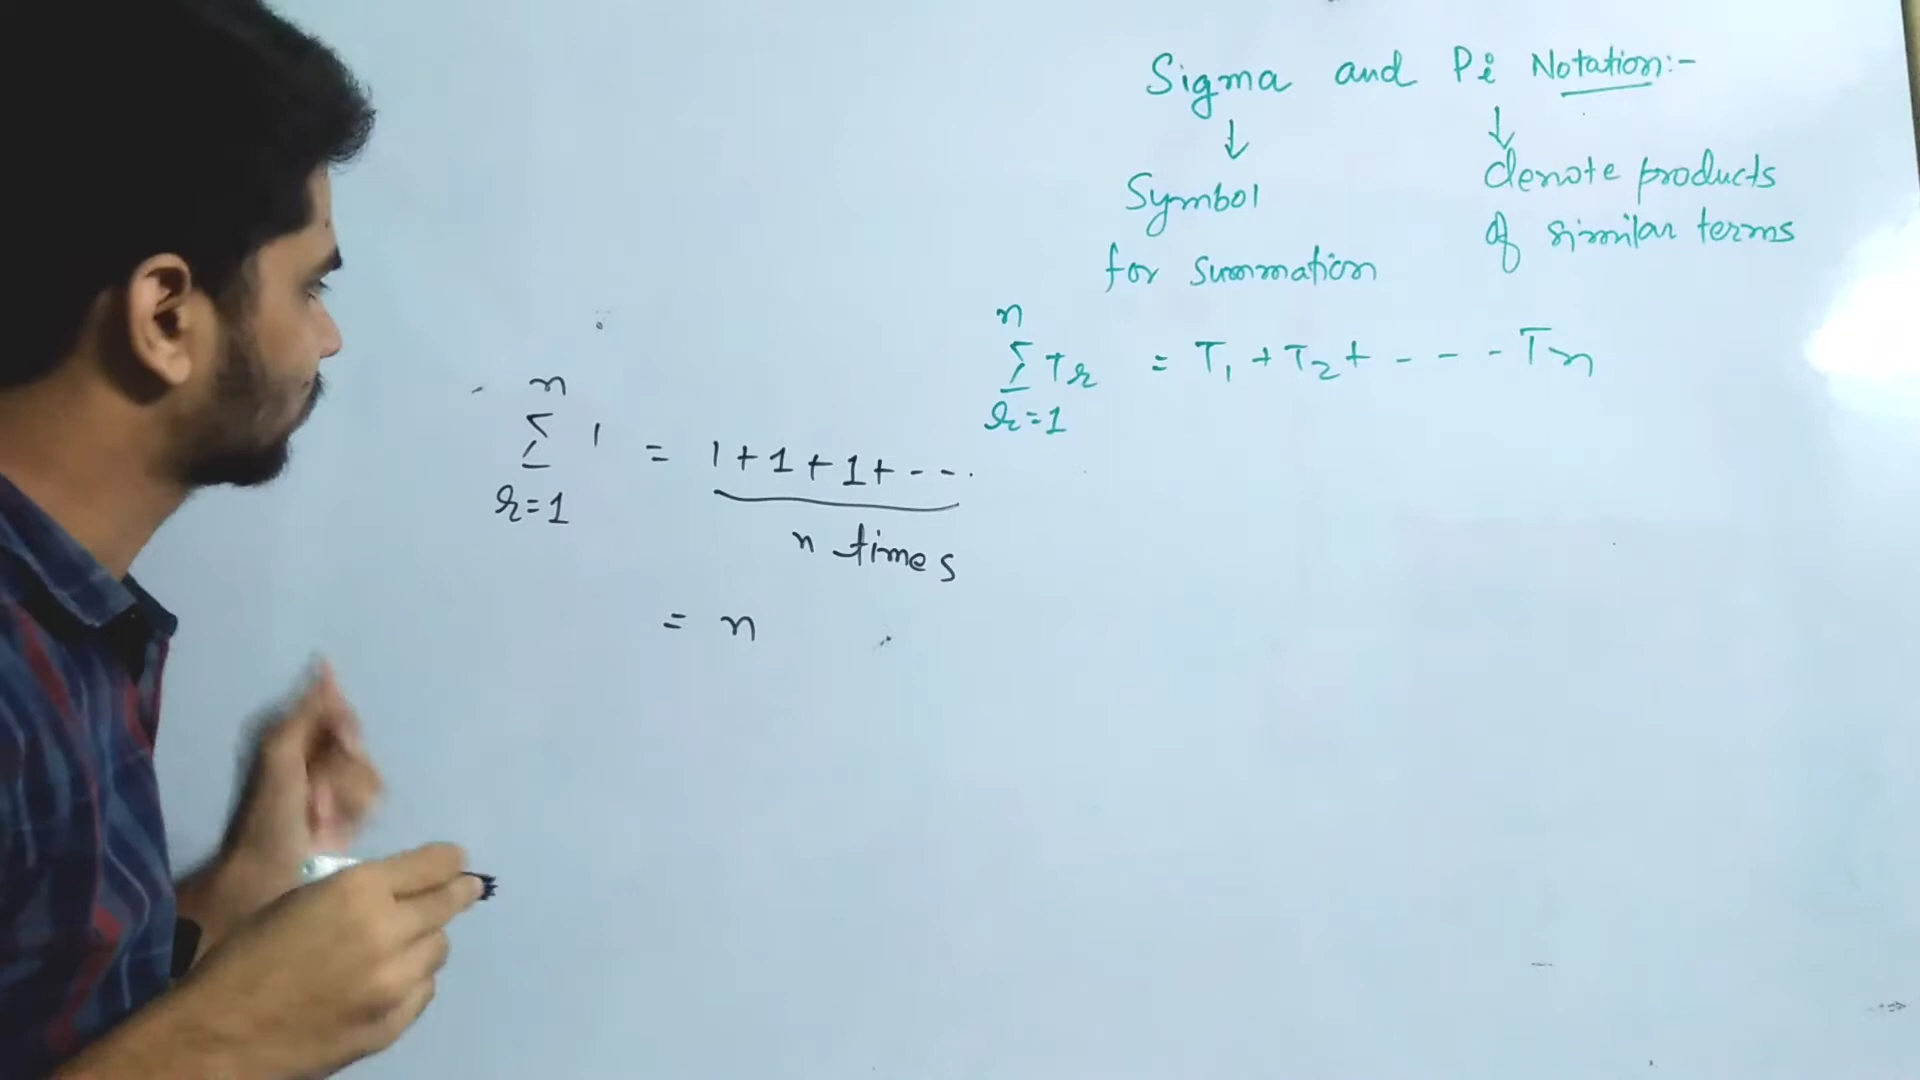 Sigma and Pi Notation:-
↓ ↓
Symbol
for summation
denote products
of similar terms
n
∑ Tr = T₁ + T₂ + - - - Tn
r=1
n
∑ 1 = 1+1+1+---
r=1
n times
= n